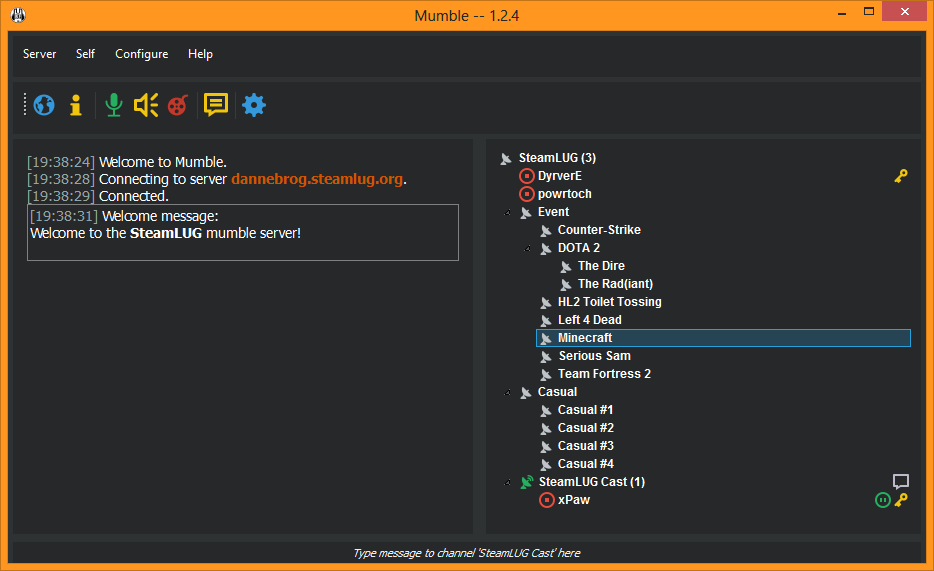 Mumble -- 1.2.4
Server Self Configure Help
[19:38:24] Welcome to Mumble.
[19:38:28] Connecting to server dannebrog.steamlug.org.
[19:38:29] Connected.
[19:38:31] Welcome message:
Welcome to the SteamLUG mumble server!
SteamLUG (3)
DyrverE
powrtoch
Event
Counter-Strike
DOTA 2
The Dire
The Rad(iant)
HL2 Toilet Tossing
Left 4 Dead
Minecraft
Serious Sam
Team Fortress 2
Casual
Casual #1
Casual #2
Casual #3
Casual #4
SteamLUG Cast (1)
xPaw
Type message to channel 'SteamLUG Cast' here